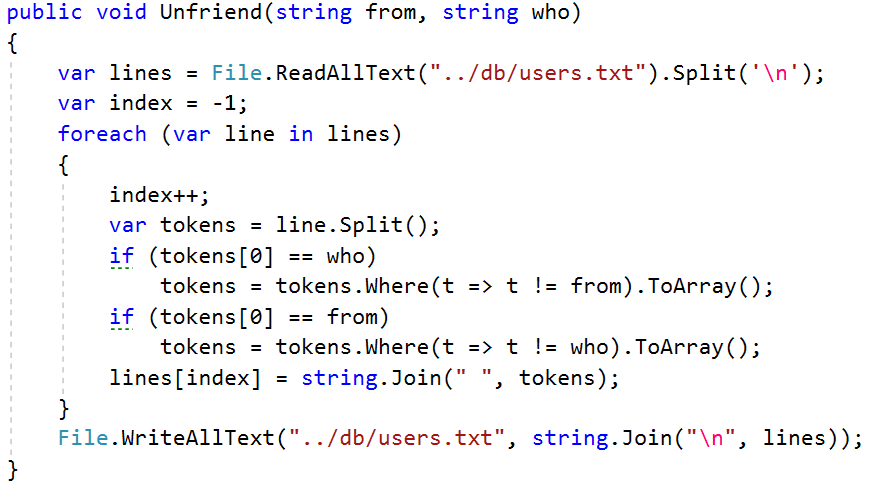 public void Unfriend(string from, string who)
{
    var lines = File.ReadAllText("../db/users.txt").Split('\n');
    var index = -1;
    foreach (var line in lines)
    {
        index++;
        var tokens = line.Split();
        if (tokens[0] == who)
            tokens = tokens.Where(t => t != from).ToArray();
        if (tokens[0] == from)
            tokens = tokens.Where(t => t != who).ToArray();
        lines[index] = string.Join(" ", tokens);
    }
    File.WriteAllText("../db/users.txt", string.Join("\n", lines));
}